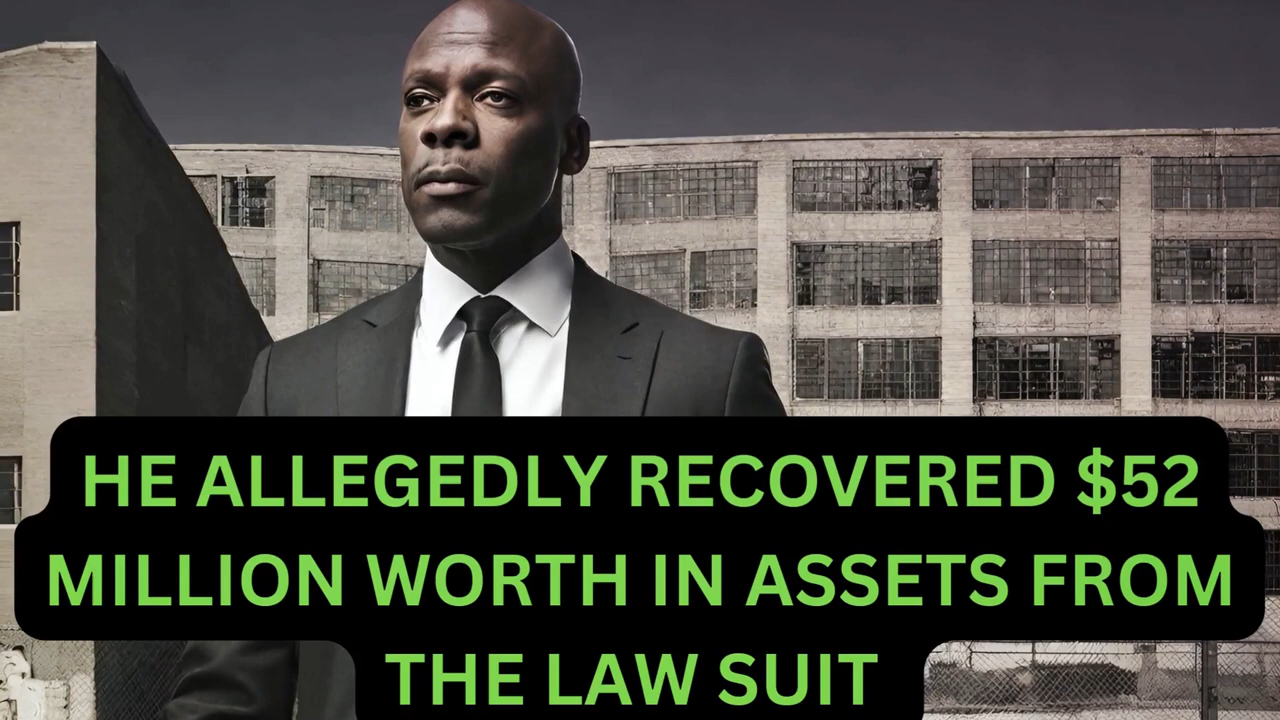 HE ALLEGEDLY RECOVERED $52
MILLION WORTH IN ASSETS FROM
THE LAW SUIT